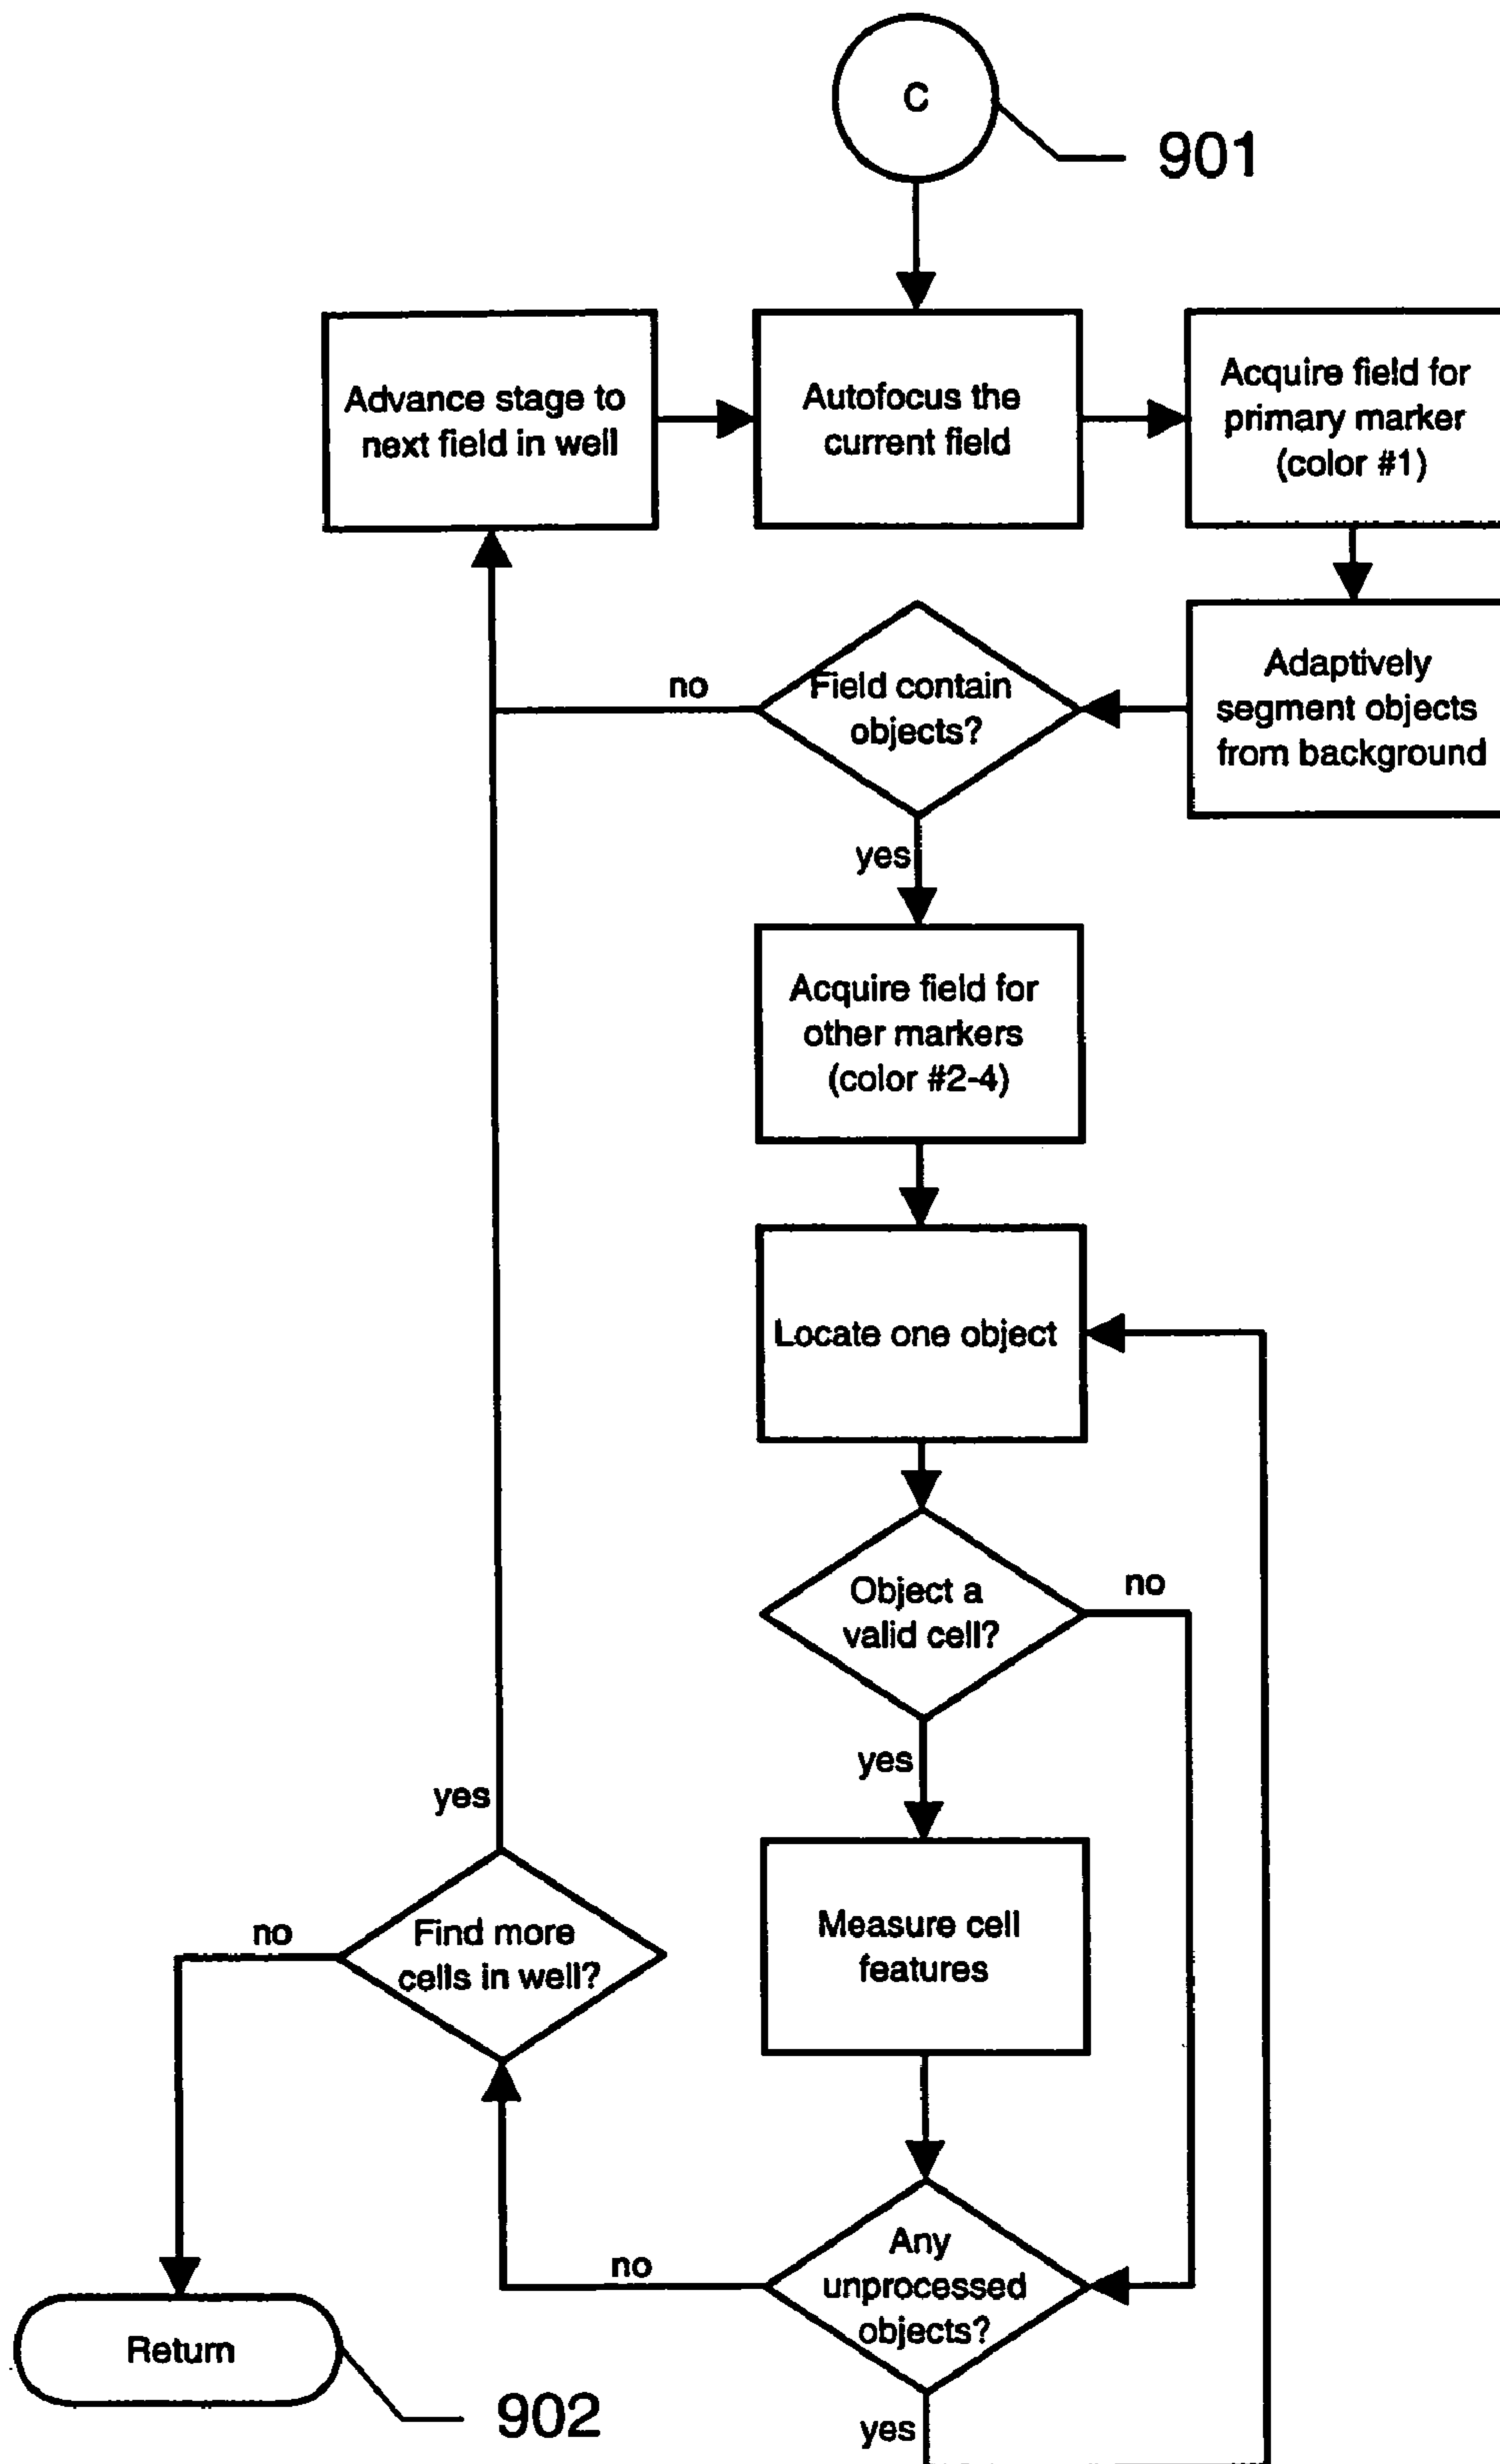 C
901
Advance stage to
next field in well
Autofocus the
current field
Acquire field for
primary marker
(color #1)
Adaptively
segment objects
from background
Field contain
objects?
no
yes
Acquire field for
other markers
(color #2-4)
Locate one object
Object a
valid cell?
no
yes
Measure cell
features
Any
unprocessed
objects?
no
yes
Find more
cells in well?
yes
no
Return
902